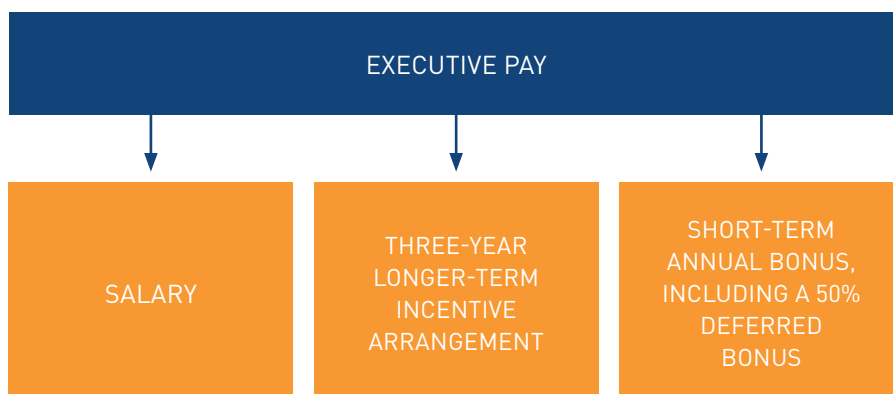 EXECUTIVE PAY
SALARY
THREE-YEAR
LONGER-TERM
INCENTIVE
ARRANGEMENT
SHORT-TERM
ANNUAL BONUS,
INCLUDING A 50%
DEFERRED
BONUS